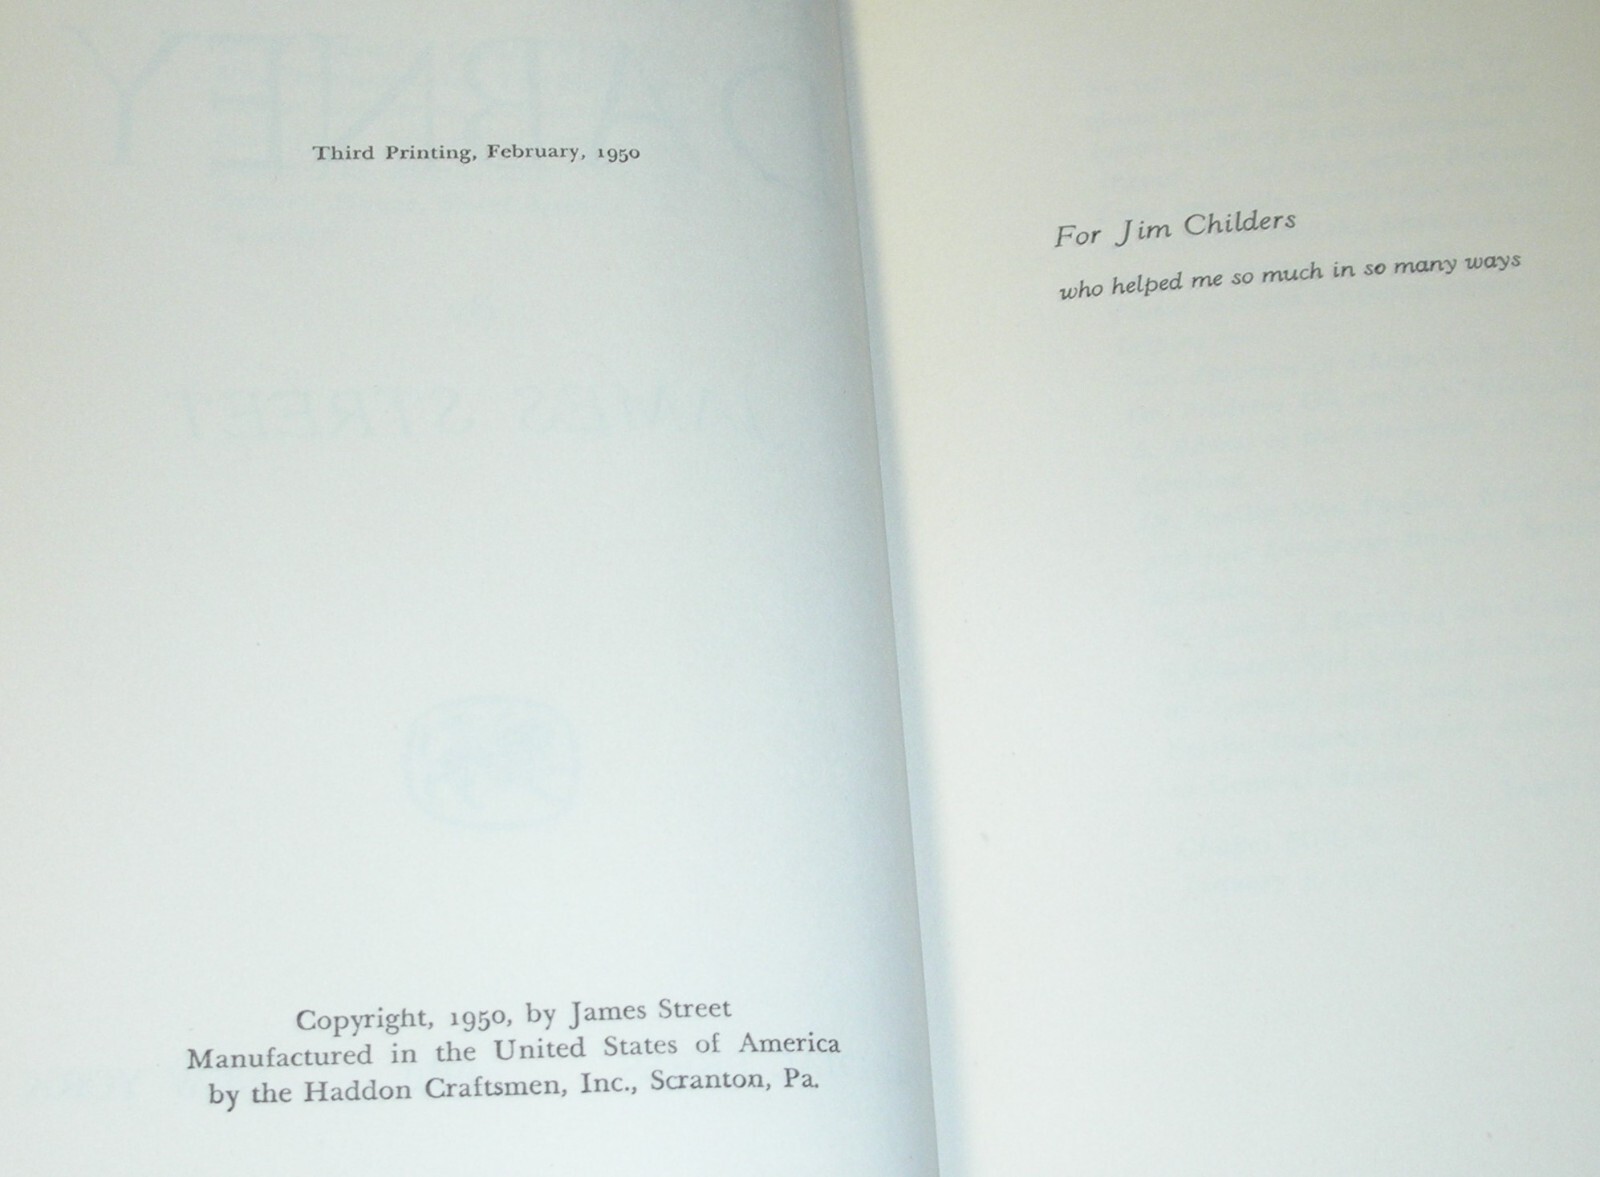 Third Printing, February, 1950
Copyright, 1950, by James Street
Manufactured in the United States of America
by the Haddon Craftsmen, Inc., Scranton, Pa.
For Jim Childers
who helped me so much in so many ways